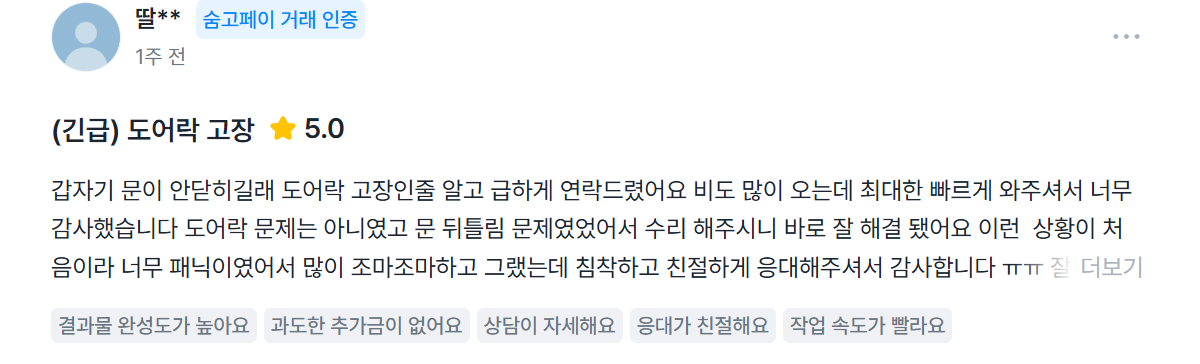 딸** 숨고페이 거래 인증
1주 전
(긴급) 도어락 고장 5.0
갑자기 문이 안닫히길래 도어락 고장인줄 알고 급하게 연락드렸어요 비도 많이 오는데 최대한 빠르게 와주셔서 너무
감사했습니다 도어락 문제는 아니였고 문 뒤틀림 문제였었어서 수리 해주시니 바로 잘 해결 됐어요 이런  상황이 처
음이라 너무 패닉이였어서 많이 조마조마하고 그랬는데 침착하고 친절하게 응대해주셔서 감사합니다 ㅠㅠ 잘 더보기
결과물 완성도가 높아요 과도한 추가금이 없어요 상담이 자세해요 응대가 친절해요 작업 속도가 빨라요